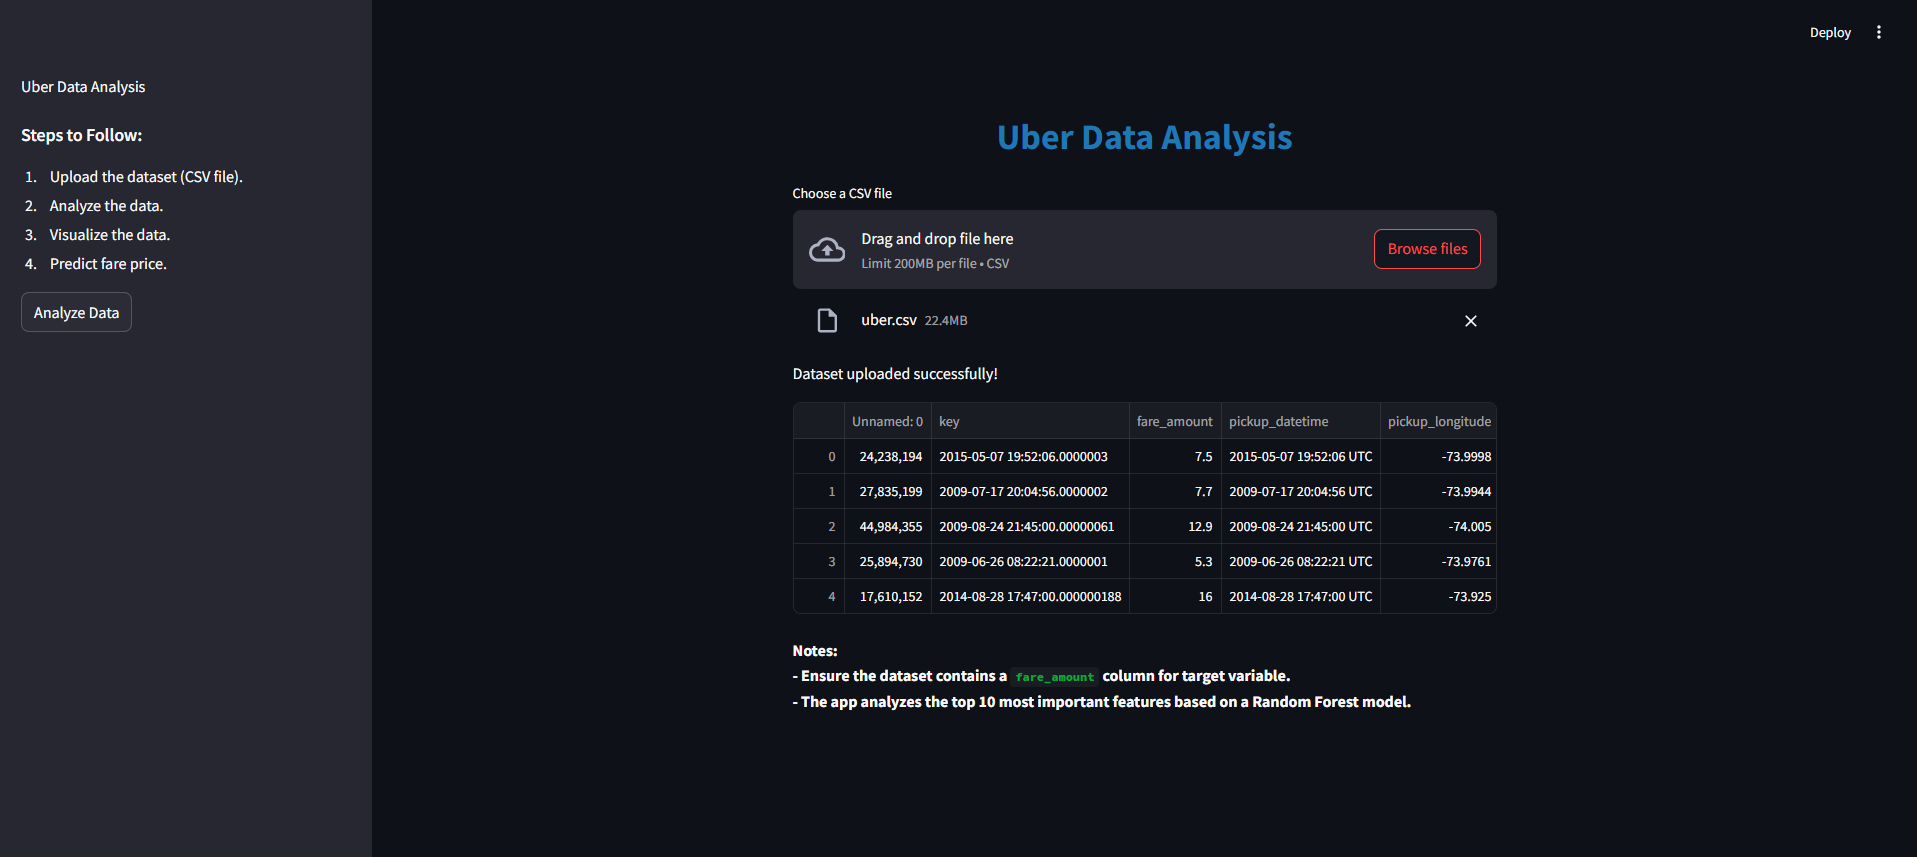 Deploy
Uber Data Analysis
Steps to Follow:
1. Upload the dataset (CSV file).
2. Analyze the data.
3. Visualize the data.
4. Predict fare price.
Analyze Data
Uber Data Analysis
Choose a CSV file
Drag and drop file here
Limit 200MB per file • CSV
Browse files
uber.csv 22.4MB
Dataset uploaded successfully!
Unnamed: 0 key fare_amount pickup_datetime pickup_longitude
0 24,238,194 2015-05-07 19:52:06.0000003 7.5 2015-05-07 19:52:06 UTC -73.9998
1 27,835,199 2009-07-17 20:04:56.0000002 7.7 2009-07-17 20:04:56 UTC -73.9944
2 44,984,355 2009-08-24 21:45:00.00000061 12.9 2009-08-24 21:45:00 UTC -74.005
3 25,894,730 2009-06-26 08:22:21.0000001 5.3 2009-06-26 08:22:21 UTC -73.9761
4 17,610,152 2014-08-28 17:47:00.000000188 16 2014-08-28 17:47:00 UTC -73.925
Notes:
- Ensure the dataset contains a fare_amount column for target variable.
- The app analyzes the top 10 most important features based on a Random Forest model.